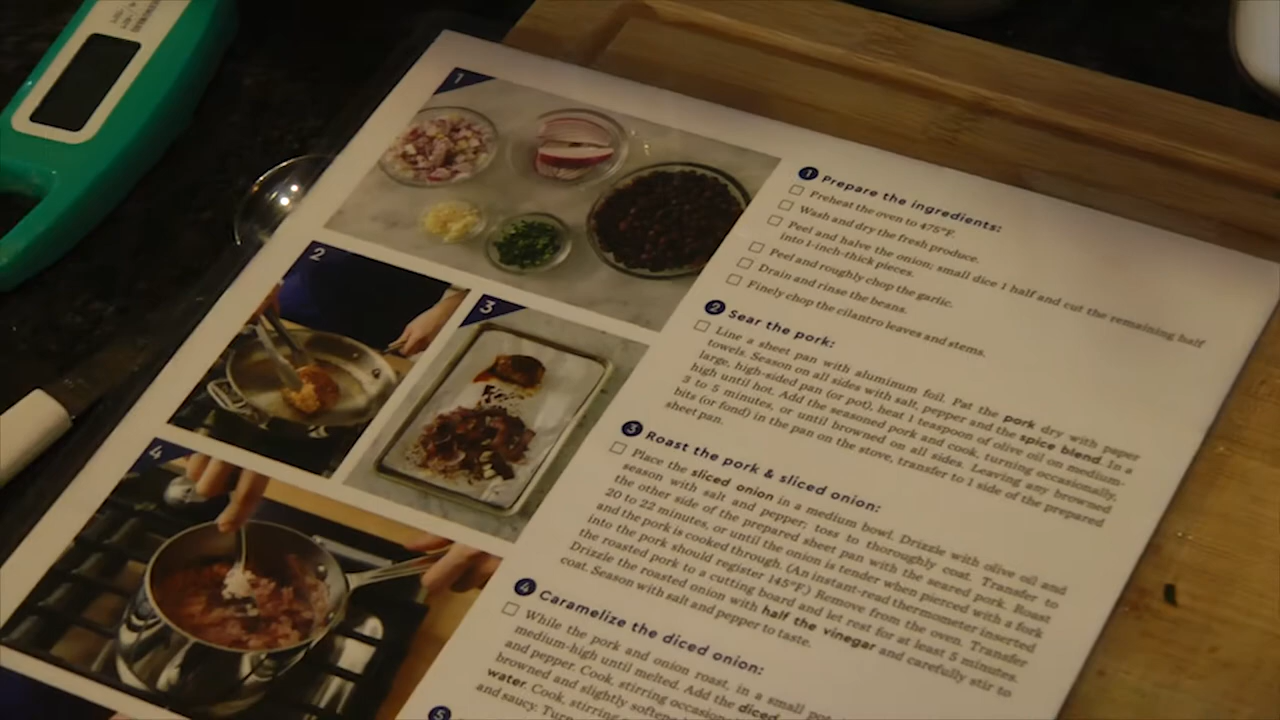 1
2
3
4
1 Prepare the ingredients:
Preheat the oven to 475°F.
Wash and dry the fresh produce.
Peel and halve the onion; small dice 1 half and cut the remaining half
into 1-inch-thick pieces.
Peel and roughly chop the garlic.
Drain and rinse the beans.
Finely chop the cilantro leaves and stems.
2 Sear the pork:
Line a sheet pan with aluminum foil. Pat the pork dry with paper
towels. Season on all sides with salt, pepper and the spice blend. In a
large, high-sided pan (or pot), heat 1 teaspoon of olive oil on medium-
high until hot. Add the seasoned pork and cook, turning occasionally,
3 to 5 minutes, or until browned on all sides. Leaving any browned
bits (or fond) in the pan on the stove, transfer to 1 side of the prepared
sheet pan.
3 Roast the pork & sliced onion:
Place the sliced onion in a medium bowl. Drizzle with olive oil and
season with salt and pepper; toss to thoroughly coat. Transfer to
the other side of the prepared sheet pan with the seared pork. Roast
20 to 22 minutes, or until the onion is tender when pierced with a fork
and the pork is cooked through. (An instant-read thermometer inserted
into the pork should register 145°F.) Remove from the oven. Transfer
the roasted pork to a cutting board and let rest for at least 5 minutes.
Drizzle the roasted onion with half the vinegar and carefully stir to
coat. Season with salt and pepper to taste.
4 Caramelize the diced onion:
While the pork and onion roast, in a small pot
medium-high until melted. Add the diced
and pepper. Cook, stirring occasiona
browned and slightly softene
water. Cook, stirring
and saucy. Turn
5